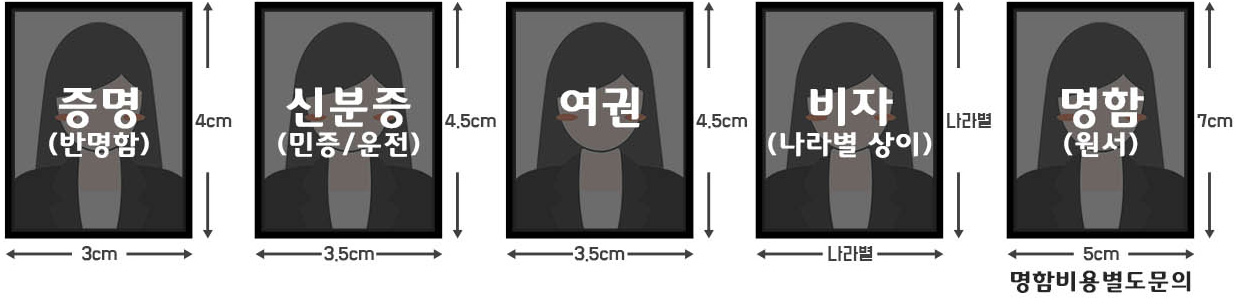 증명
(반명함)
4cm
3cm
신분증
(민증/운전)
4.5cm
3.5cm
여권
4.5cm
3.5cm
비자
(나라별 상이)
나라별
나라별
명함
(원서)
7cm
5cm
명함비용별도문의